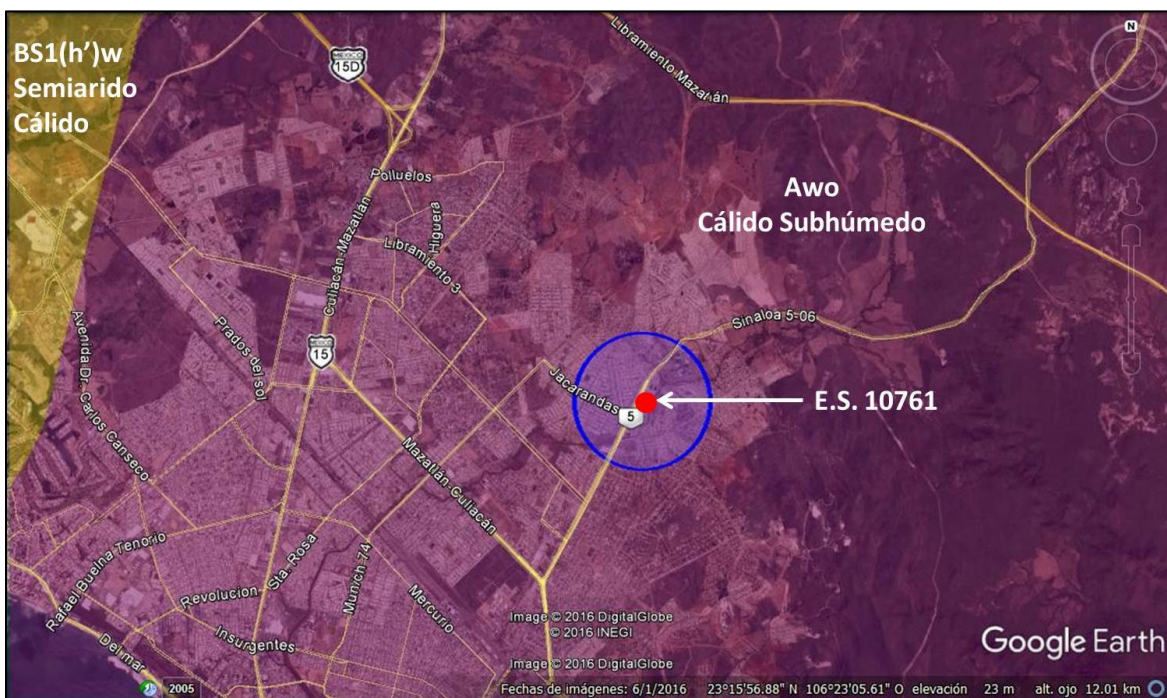 BS1(h')w
Semiarido
Cálido
MEXICO
15D
Libramiento Mazatlán
N
Polluelos
Higuera
Culiacán-Mazatlán
Libramiento 3
Awo
Cálido Subhúmedo
Sinaloa 5-06
Avenida Dr. Carlos Canseco
Prados del sol
MEXICO
15
Jacarandas
5
E.S. 10761
Mazatlán-Culiacán
Rafael Buelna Tenorio
Sta. Rosa
Munich 74
Mercurio
Revolucion
Insurgentes
Del mar
Image © 2016 DigitalGlobe
© 2016 INEGI
Image © 2016 DigitalGlobe
Google Earth
2005
Fechas de imágenes: 6/1/2016 23°15'56.88" N 106°23'05.61" O elevación 23 m alt. ojo 12.01 km